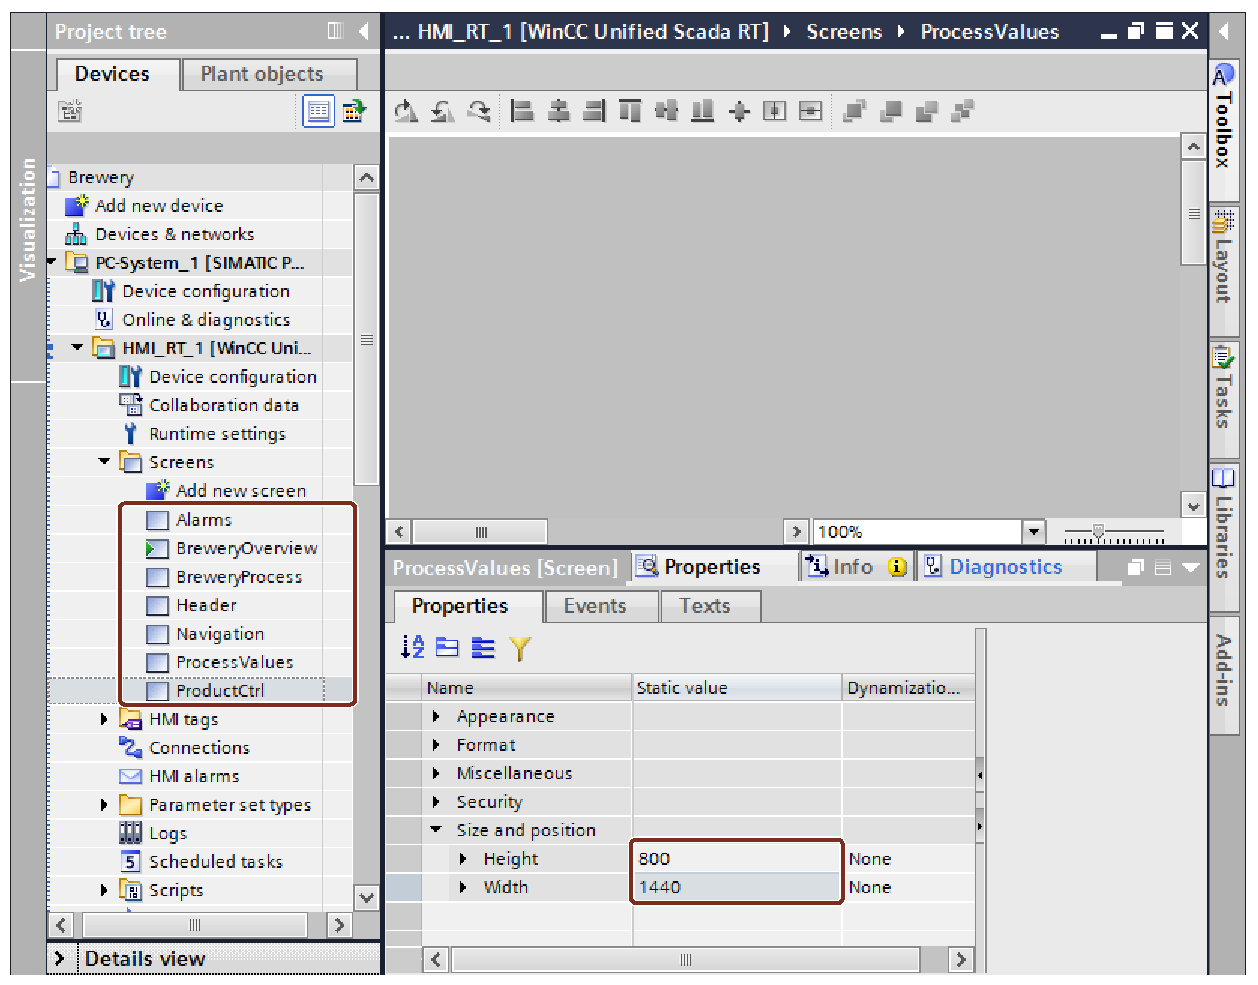 Project tree
Devices
Plant objects
Visualization
Brewery
Add new device
Devices & networks
PC-System_1 [SIMATIC P...
Device configuration
Online & diagnostics
HMI_RT_1 [WinCC Uni...
Device configuration
Collaboration data
Runtime settings
Screens
Add new screen
Alarms
BreweryOverview
BreweryProcess
Header
Navigation
ProcessValues
ProductCtrl
HMI tags
Connections
HMI alarms
Parameter set types
Logs
Scheduled tasks
Scripts
Details view
... HMI_RT_1 [WinCC Unified Scada RT] Screens ProcessValues
100%
ProcessValues [Screen]
Properties
Info
Diagnostics
Properties
Events
Texts
Name Static value Dynamizatio...
Appearance
Format
Miscellaneous
Security
Size and position
Height 800 None
Width 1440 None
Toolbox
Layout
Tasks
Libraries
Add-ins